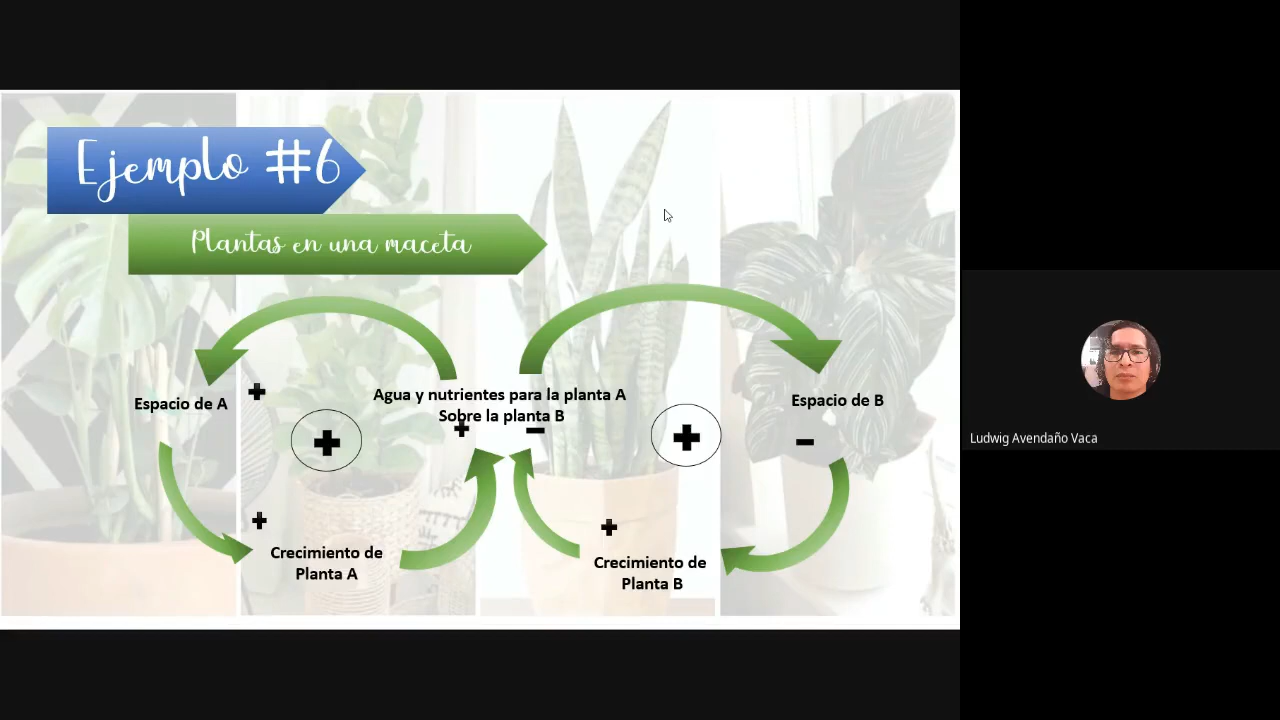 Ejemplo #6
Plantas en una maceta
Agua y nutrientes para la planta A
Sobre la planta B
Espacio de A
+
+
+
-
+
Espacio de B
-
+
Crecimiento de
Planta A
+
Crecimiento de
Planta B
Ludwig Avendaño Vaca